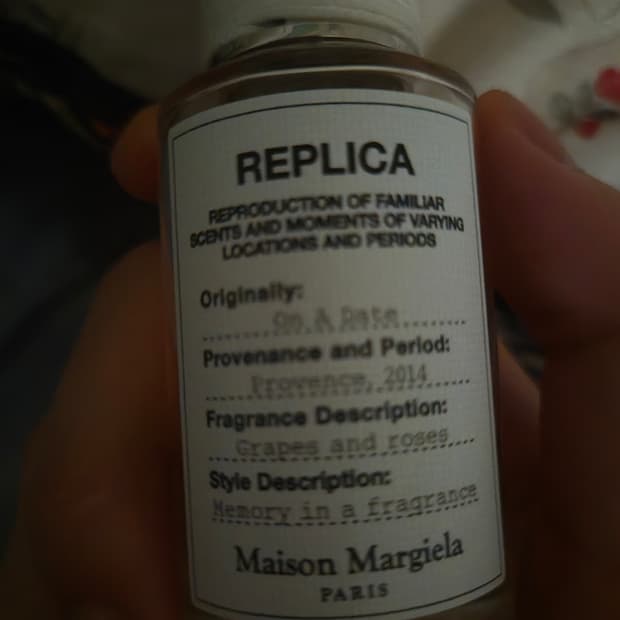 REPLICA
REPRODUCTION OF FAMILIAR
SCENTS AND MOMENTS OF VARYING
LOCATIONS AND PERIODS
Originally:
On A Date
Provenance and Period:
Provence, 2014
Fragrance Description:
Grapes and roses
Style Description:
Memory in a fragrance
Maison Margiela
PARIS